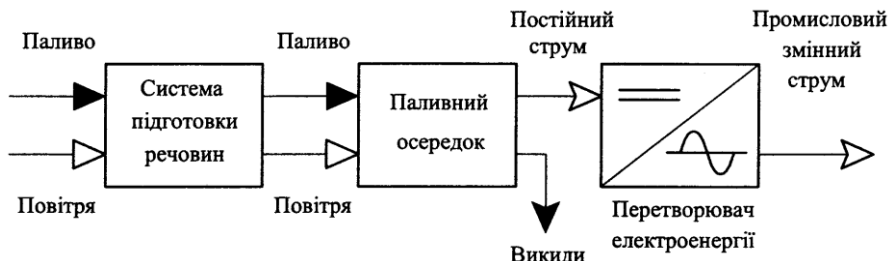 Паливо
Паливо
Постійний
струм
Промисловий
змінний
струм
Система
підготовки
речовин
Паливний
осередок
Повітря
Повітря
Викиди
Перетворювач
електроенергії